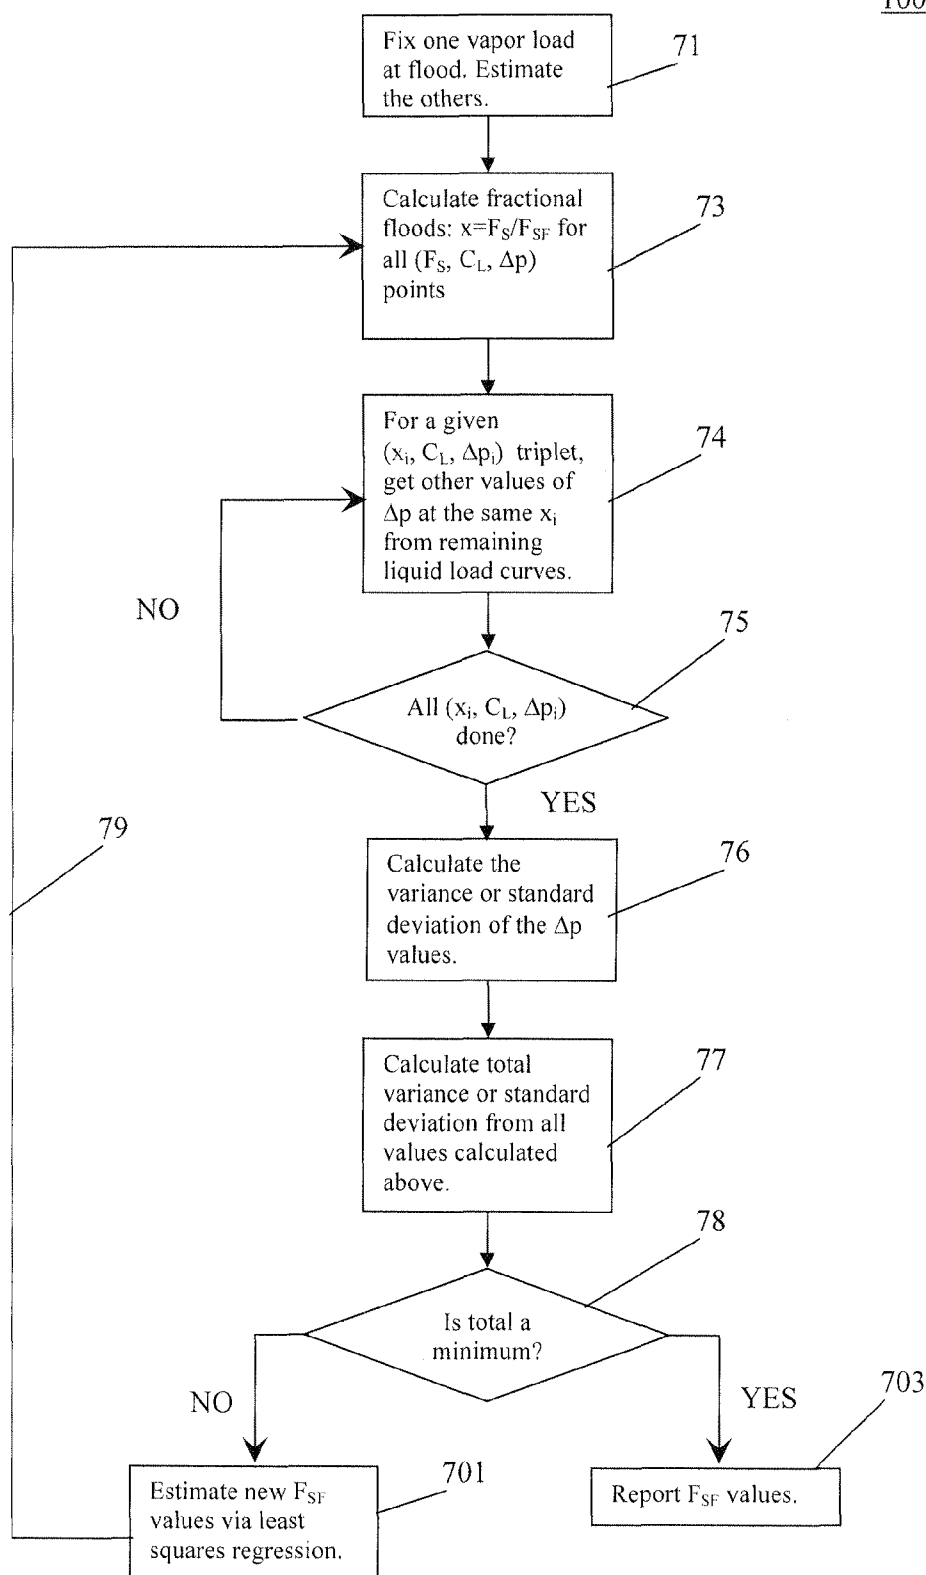 100
Fix one vapor load
at flood. Estimate
the others.
71
Calculate fractional
floods: x=F_S/F_SF for
all (F_S, C_L, Δp)
points
73
For a given
(x_i, C_L, Δp_i) triplet,
get other values of
Δp at the same x_i
from remaining
liquid load curves.
74
NO
75
All (x_i, C_L, Δp_i)
done?
YES
79
Calculate the
variance or standard
deviation of the Δp
values.
76
Calculate total
variance or standard
deviation from all
values calculated
above.
77
78
Is total a
minimum?
NO
YES
703
701
Estimate new F_SF
values via least
squares regression.
Report F_SF values.